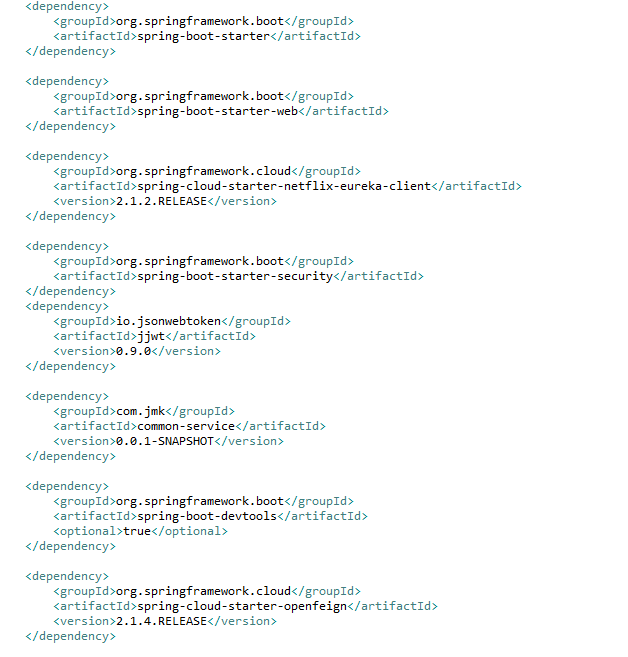 <dependency>
<groupId>org.springframework.boot</groupId>
<artifactId>spring-boot-starter</artifactId>
</dependency>
<dependency>
<groupId>org.springframework.boot</groupId>
<artifactId>spring-boot-starter-web</artifactId>
</dependency>
<dependency>
<groupId>org.springframework.cloud</groupId>
<artifactId>spring-cloud-starter-netflix-eureka-client</artifactId>
<version>2.1.2.RELEASE</version>
</dependency>
<dependency>
<groupId>org.springframework.boot</groupId>
<artifactId>spring-boot-starter-security</artifactId>
</dependency>
<dependency>
<groupId>io.jsonwebtoken</groupId>
<artifactId>jjwt</artifactId>
<version>0.9.0</version>
</dependency>
<dependency>
<groupId>com.jmk</groupId>
<artifactId>common-service</artifactId>
<version>0.0.1-SNAPSHOT</version>
</dependency>
<dependency>
<groupId>org.springframework.boot</groupId>
<artifactId>spring-boot-devtools</artifactId>
<optional>true</optional>
</dependency>
<dependency>
<groupId>org.springframework.cloud</groupId>
<artifactId>spring-cloud-starter-openfeign</artifactId>
<version>2.1.4.RELEASE</version>
</dependency>